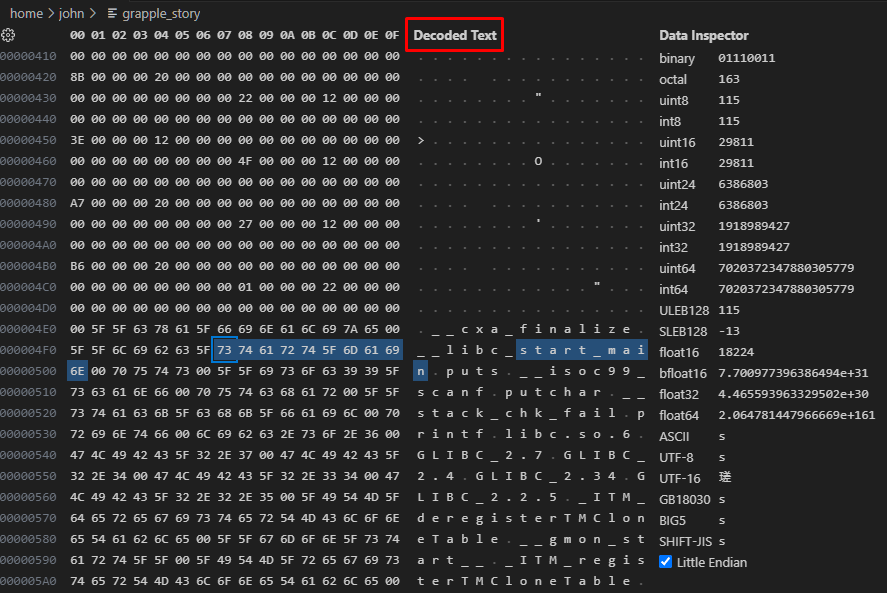 home > john > grapple_story
00 01 02 03 04 05 06 07 08 09 0A 0B 0C 0D 0E 0F Decoded Text Data Inspector
00000410 00 00 00 00 00 00 00 00 00 00 00 00 00 00 00 00 . . . . . . . . . . . . . . . . binary 01110011
00000420 8B 00 00 00 20 00 00 00 00 00 00 00 00 00 00 00 . . . . . . . . . . . . . . . octal 163
00000430 00 00 00 00 00 00 00 00 22 00 00 00 12 00 00 00 . . . . . . . . " . . . . . . . uint8 115
00000440 00 00 00 00 00 00 00 00 00 00 00 00 00 00 00 00 . . . . . . . . . . . . . . . . int8 115
00000450 3E 00 00 00 12 00 00 00 00 00 00 00 00 00 00 00 > . . . . . . . . . . . . . . . uint16 29811
00000460 00 00 00 00 00 00 00 00 4F 00 00 00 12 00 00 00 . . . . . . . . O . . . . . . . int16 29811
00000470 00 00 00 00 00 00 00 00 00 00 00 00 00 00 00 00 . . . . . . . . . . . . . . . . uint24 6386803
00000480 A7 00 00 00 20 00 00 00 00 00 00 00 00 00 00 00 . . . . . . . . . . . . . . . int24 6386803
00000490 00 00 00 00 00 00 00 00 27 00 00 00 12 00 00 00 . . . . . . . . ' . . . . . . . uint32 1918989427
000004A0 00 00 00 00 00 00 00 00 00 00 00 00 00 00 00 00 . . . . . . . . . . . . . . . . int32 1918989427
000004B0 B6 00 00 00 20 00 00 00 00 00 00 00 00 00 00 00 . . . . . . . . . . . . . . . uint64 7020372347880305779
000004C0 00 00 00 00 00 00 00 00 01 00 00 00 22 00 00 00 . . . . . . . . . . . . " . . . int64 7020372347880305779
000004D0 00 00 00 00 00 00 00 00 00 00 00 00 00 00 00 00 . . . . . . . . . . . . . . . . ULEB128 115
000004E0 00 5F 5F 63 78 61 5F 66 69 6E 61 6C 69 7A 65 00 . _ _ c x a _ f i n a l i z e . SLEB128 -13
000004F0 5F 5F 6C 69 62 63 5F 73 74 61 72 74 5F 6D 61 69 _ _ l i b c _ s t a r t _ m a i float16 18224
00000500 6E 00 70 75 74 73 00 5F 5F 69 73 6F 63 39 39 5F n . p u t s . _ _ i s o c 9 9 _ bfloat16 7.700977396386494e+31
00000510 73 63 61 6E 66 00 70 75 74 63 68 61 72 00 5F 5F s c a n f . p u t c h a r . _ _ float32 4.465593963329502e+30
00000520 73 74 61 63 6B 5F 63 68 6B 5F 66 61 69 6C 00 70 s t a c k _ c h k _ f a i l . p float64 2.064781447966669e+161
00000530 72 69 6E 74 66 00 6C 69 62 63 2E 73 6F 2E 36 00 r i n t f . l i b c . s o . 6 . ASCII s
00000540 47 4C 49 42 43 5F 32 2E 37 00 47 4C 49 42 43 5F G L I B C _ 2 . 7 . G L I B C _ UTF-8 s
00000550 32 2E 34 00 47 4C 49 42 43 5F 32 2E 33 34 00 47 2 . 4 . G L I B C _ 2 . 3 4 . G UTF-16 瑳
00000560 4C 49 42 43 5F 32 2E 32 2E 35 00 5F 49 54 4D 5F L I B C _ 2 . 2 . 5 . _ I T M _ GB18030 s
00000570 64 65 72 65 67 69 73 74 65 72 54 4D 43 6C 6F 6E d e r e g i s t e r T M C l o n BIG5 s
00000580 65 54 61 62 6C 65 00 5F 5F 67 6D 6F 6E 5F 73 74 e T a b l e . _ _ g m o n _ s t SHIFT-JIS s
00000590 61 72 74 5F 5F 00 5F 49 54 4D 5F 72 65 67 69 73 a r t _ _ . _ I T M _ r e g i s Little Endian
000005A0 74 65 72 54 4D 43 6C 6F 6E 65 54 61 62 6C 65 00 t e r T M C l o n e T a b l e .